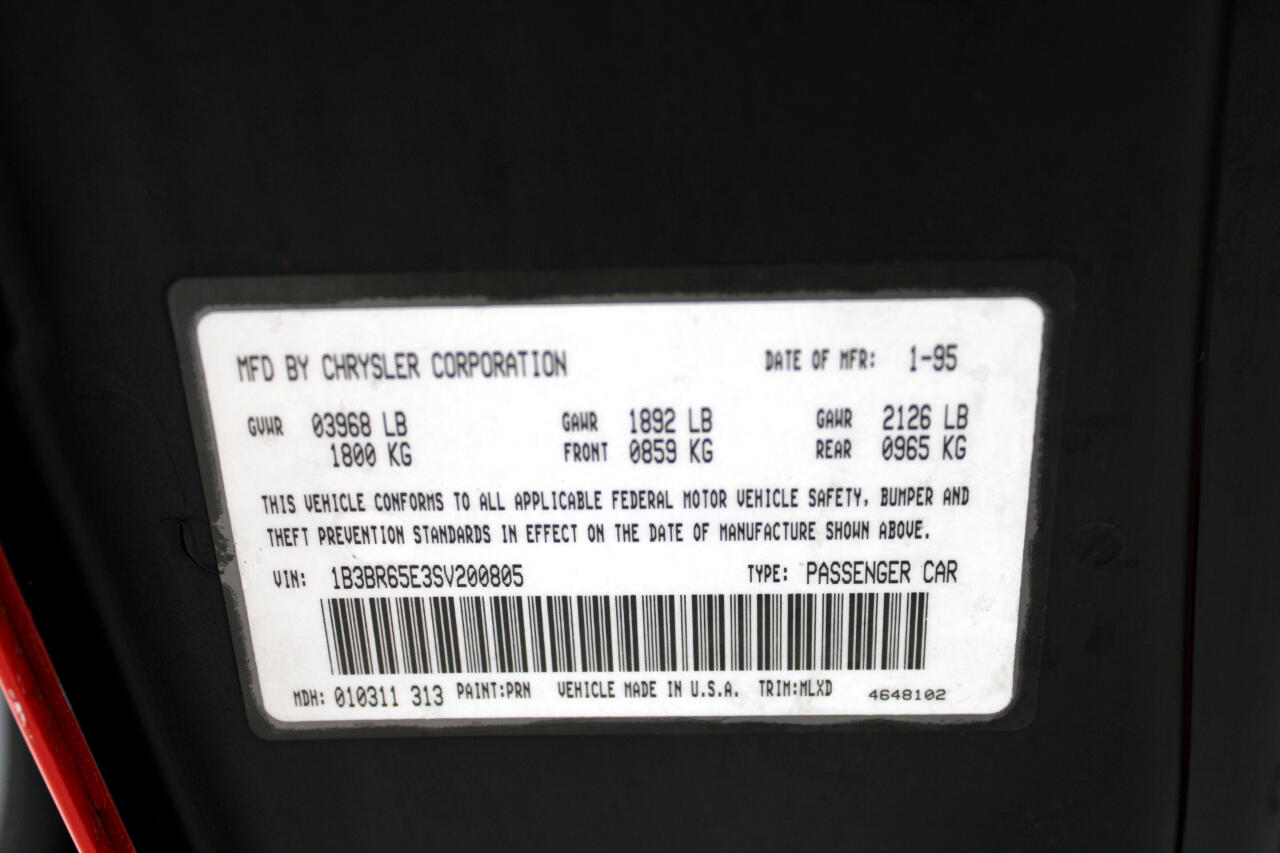 MFD BY CHRYSLER CORPORATION DATE OF MFR: 1-95
GVWR 03968 LB GAWR 1892 LB GAWR 2126 LB
1800 KG FRONT 0859 KG REAR 0965 KG
THIS VEHICLE CONFORMS TO ALL APPLICABLE FEDERAL MOTOR VEHICLE SAFETY, BUMPER AND
THEFT PREVENTION STANDARDS IN EFFECT ON THE DATE OF MANUFACTURE SHOWN ABOVE.
VIN: 1B3BR65E3SV200805 TYPE: PASSENGER CAR
MDH: 010311 313 PAINT:PRN VEHICLE MADE IN U.S.A. TRIM:MLXD 4648102